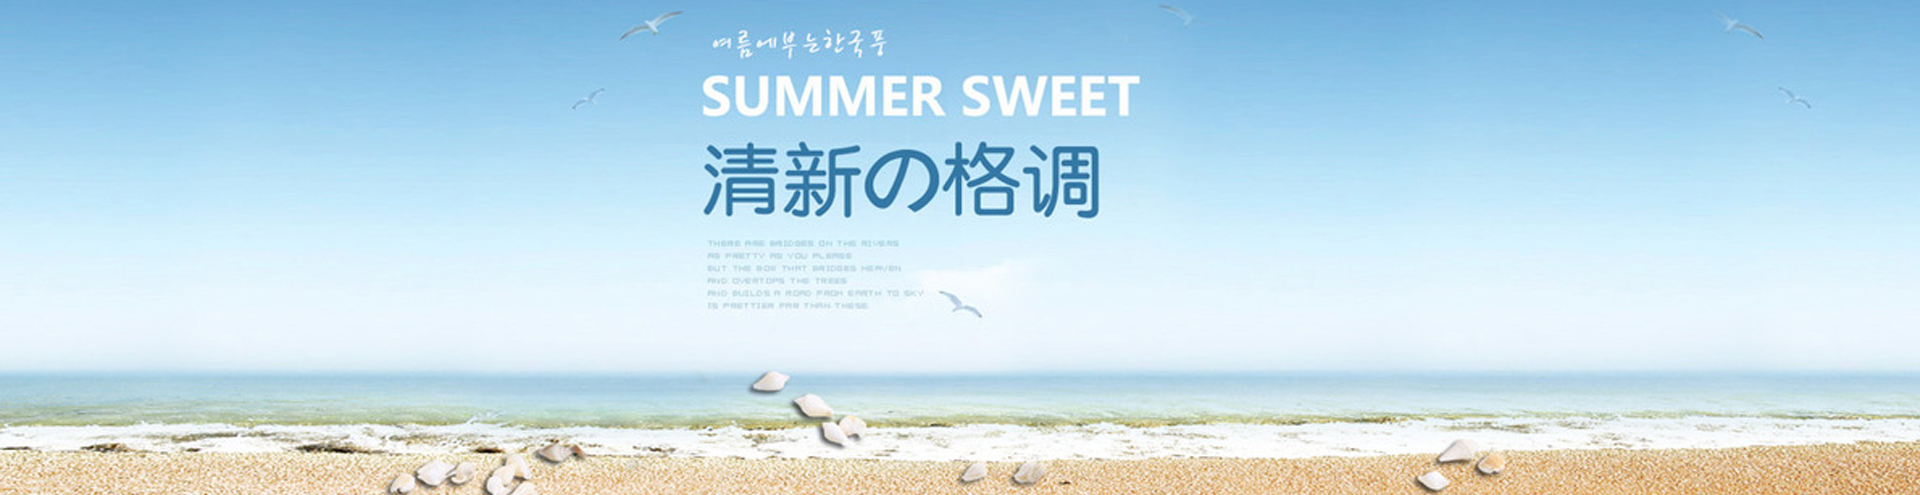 여름에부는한국풍
SUMMER SWEET
清新の格调
THERE ARE BRIDGES ON THE RIVERS
AS PRETTY AS YOU PLEASE
BUT THE BOW THAT BRIDGES HEAVEN
AND OVERTOPS THE TREES
AND BUILDS A ROAD FROM EARTH TO SKY
IS PRETTIER FAR THAN THESE.